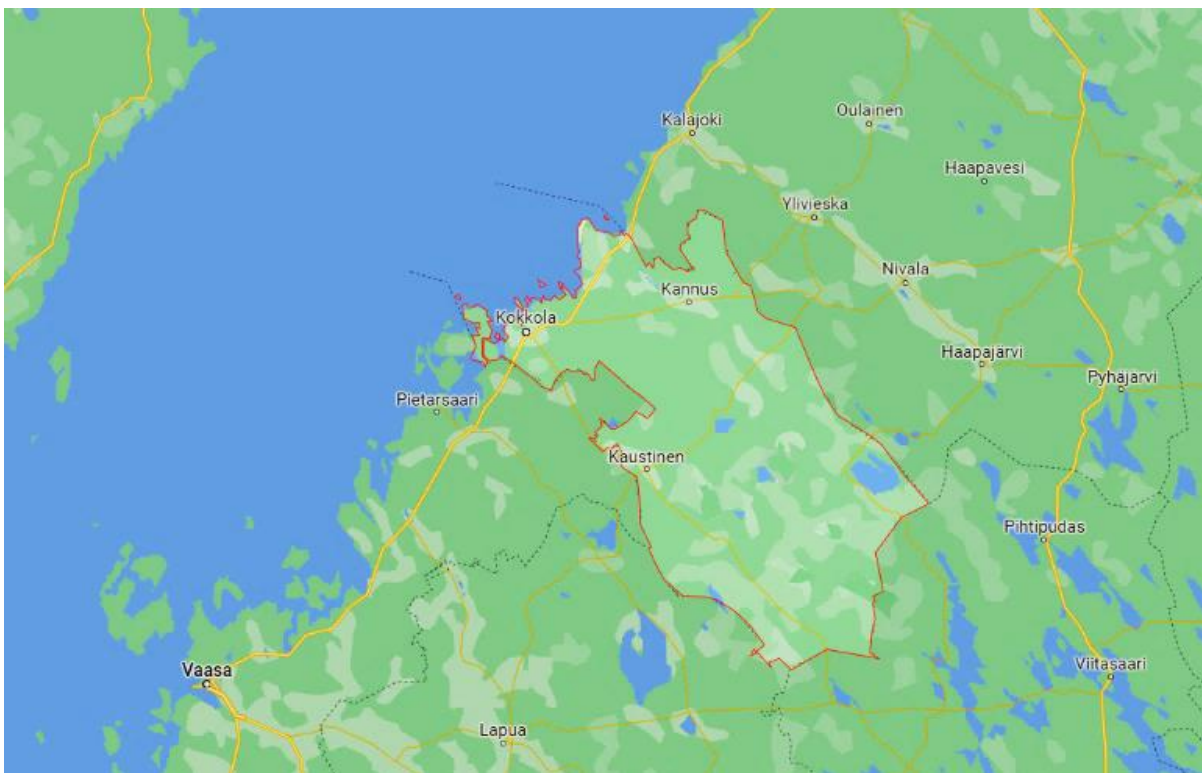 Kalajoki
Oulainen
Haapavesi
Ylivieska
Nivala
Kannus
Kokkola
Haapajärvi
Pyhäjärvi
Pietarsaari
Kaustinen
Pihtipudas
Vaasa
Viitasaari
Lapua